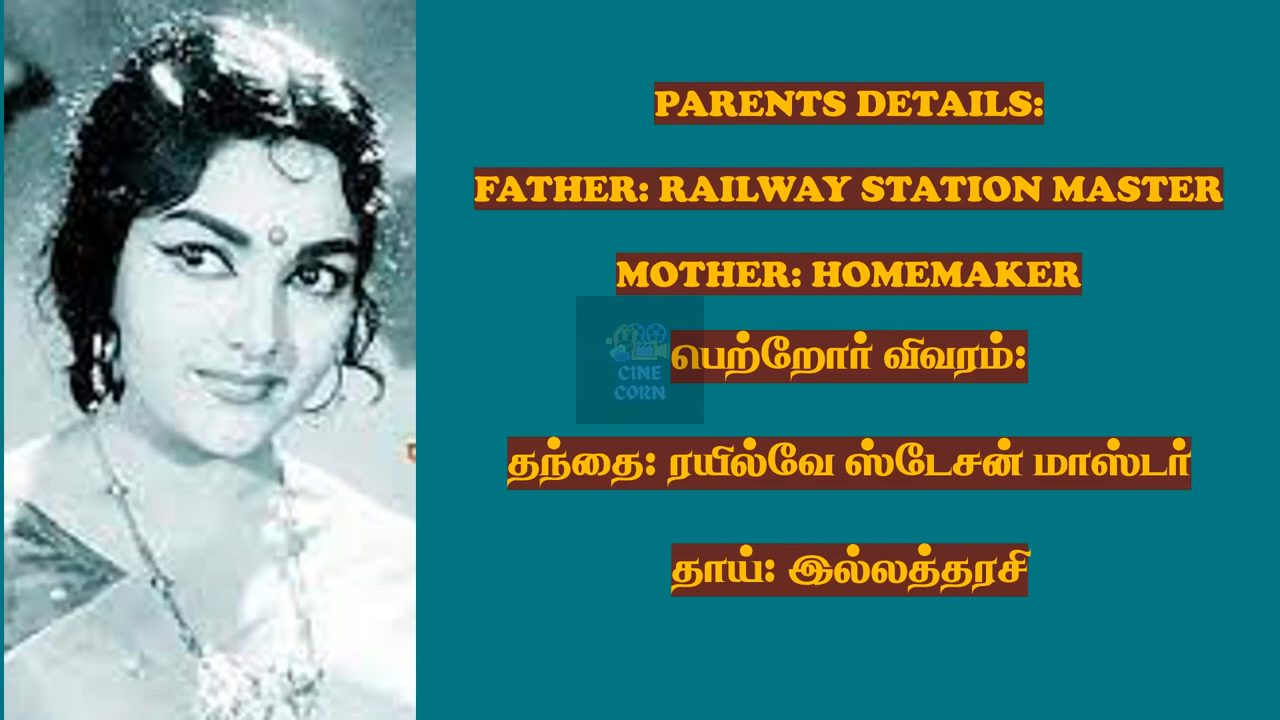 PARENTS DETAILS:
FATHER: RAILWAY STATION MASTER
MOTHER: HOMEMAKER
பெற்றோர் விவரம்:
CINE
CORN
தந்தை: ரயில்வே ஸ்டேசன் மாஸ்டர்
தாய்: இல்லத்தரசி